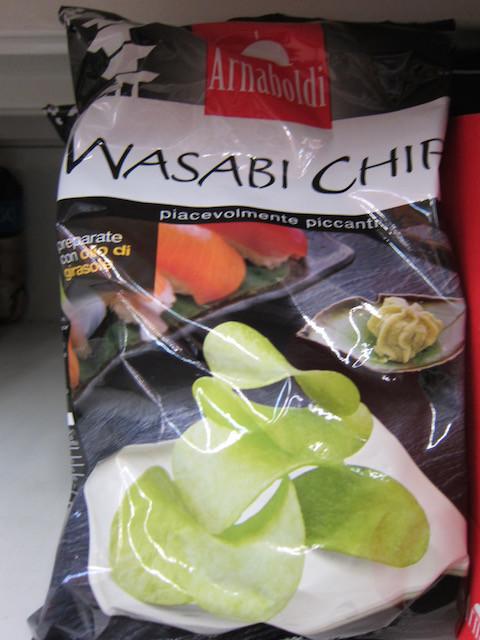 Arnaboldi
WASABI CHIP
piacevolmente piccanti
preparate
con olio di
girasole